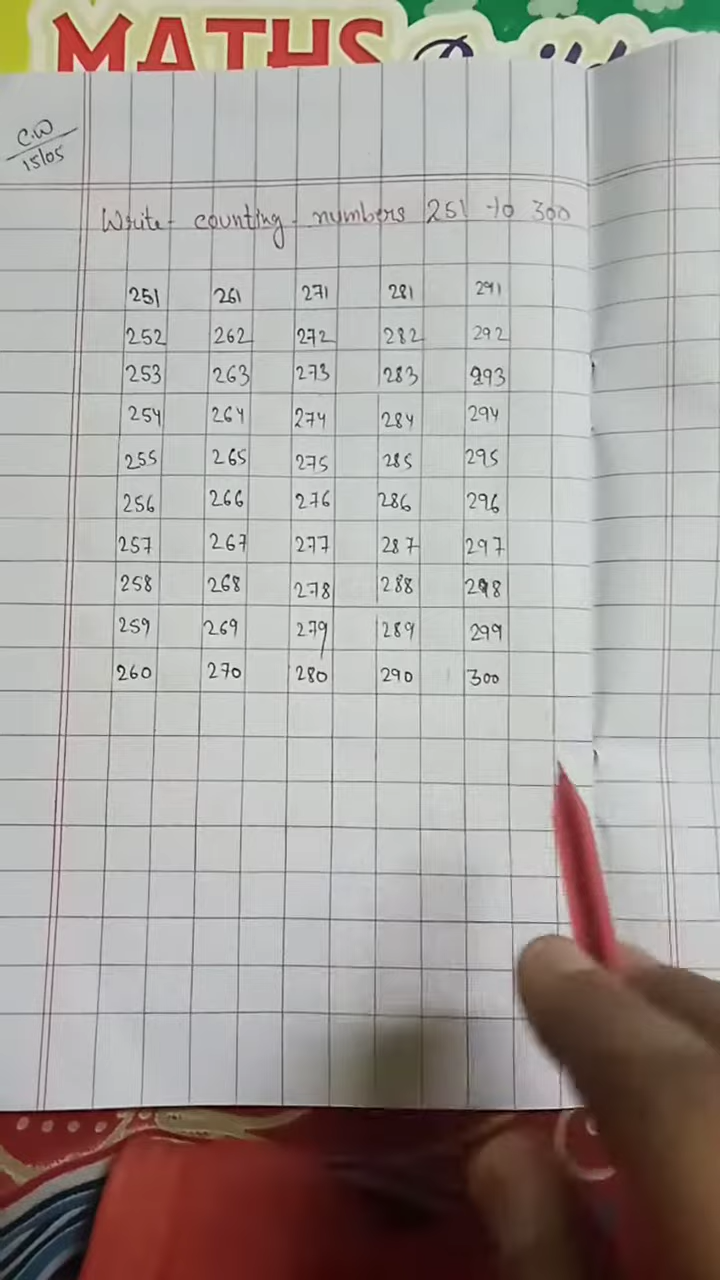 MATHS
C.W
15/05
Write counting numbers 251 to 300
251 261 271 281 291
252 262 272 282 292
253 263 273 283 293
254 264 274 284 294
255 265 275 285 295
256 266 276 286 296
257 267 277 287 297
258 268 278 288 298
259 269 279 289 299
260 270 280 290 300